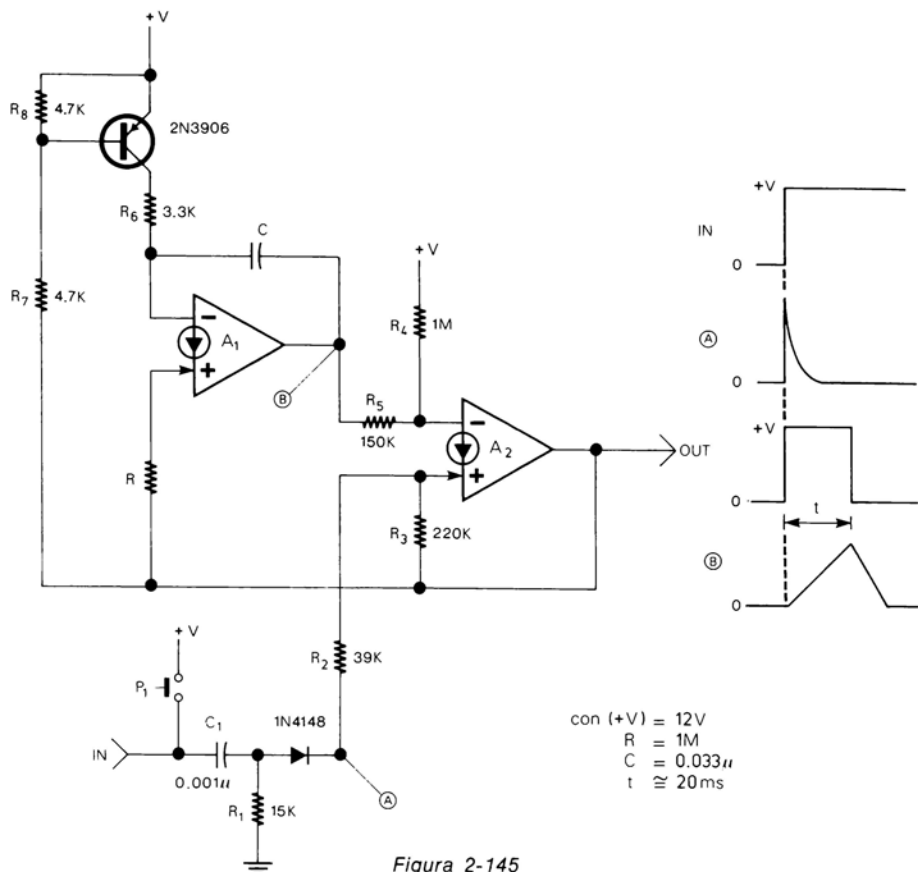 +V
R8 4.7K
2N3906
R6 3.3K
C
+V
R7 4.7K
R4 1M
−
A1
+
B
R5
150K
−
A2
+
OUT
R
R3 220K
+V
P1
R2 39K
C1
1N4148
IN
0.001µ
A
R1 15K
+V
IN
0
A
0
+V
0
t
B
0
con (+V) = 12V
R = 1M
C = 0.033µ
t ≅ 20ms
Figura 2-145